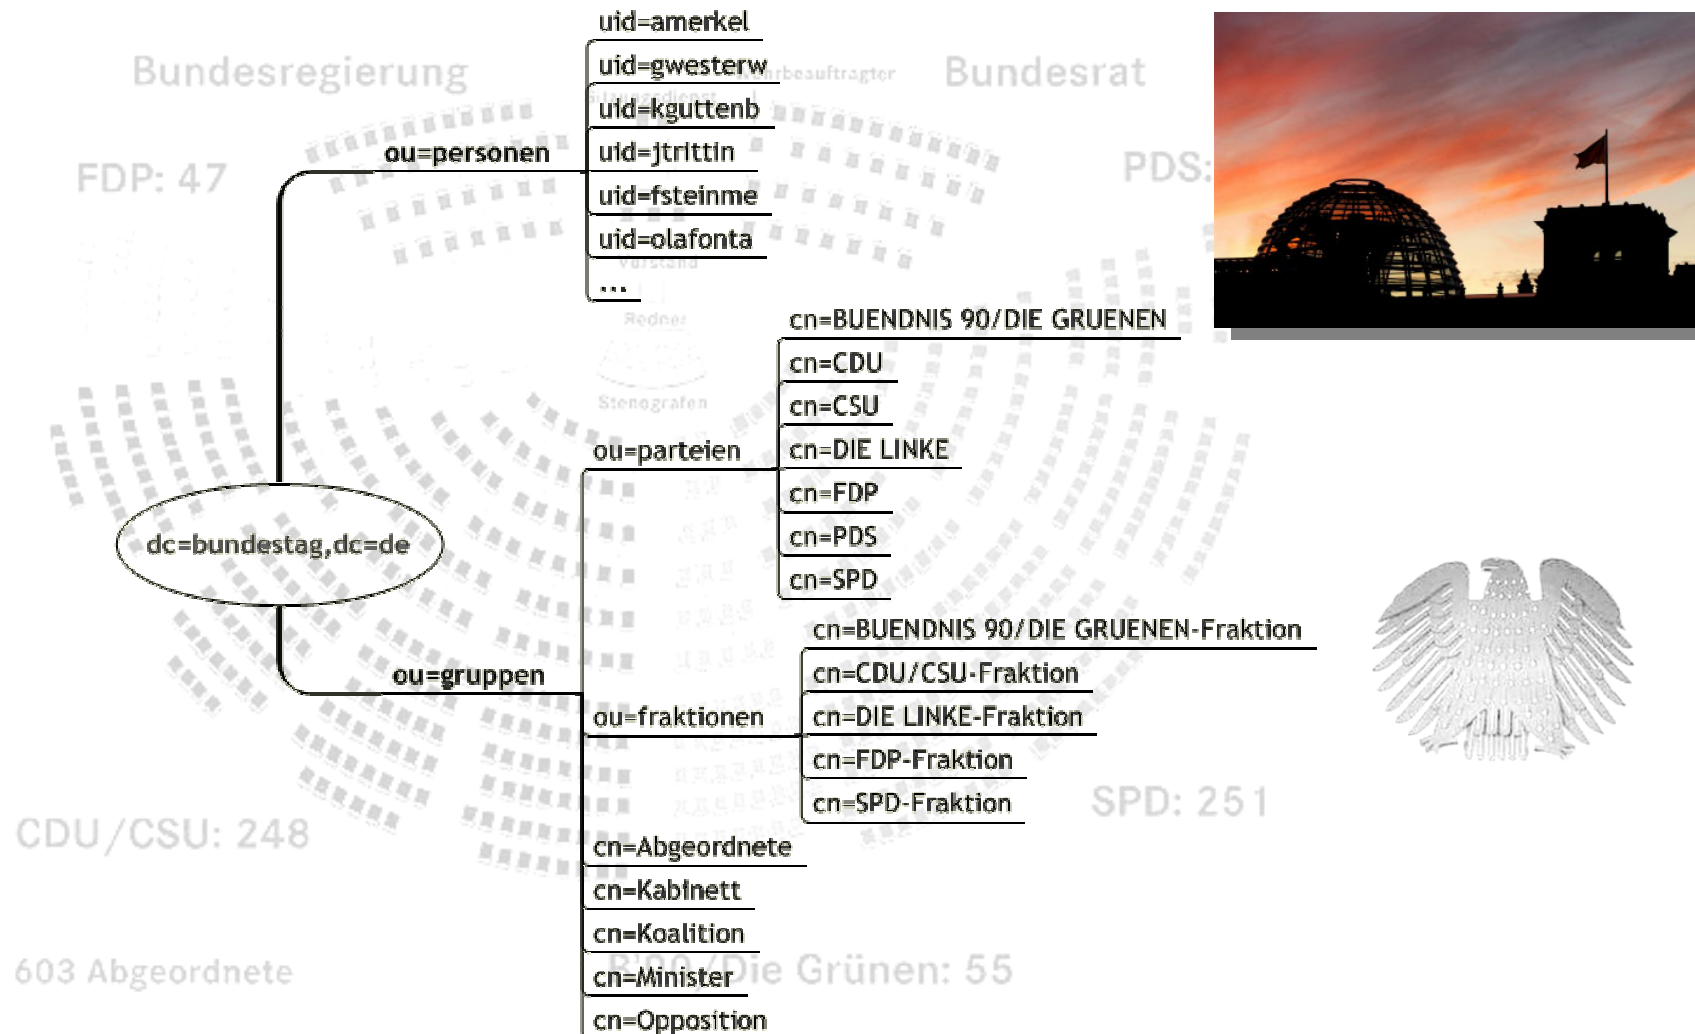 uid=amerkel
Bundesregierung
uid=gwesterw
Bundesrat
uid=kguttenb
ou=personen
uid=jtrittin
FDP: 47
PDS:
uid=fsteinme
uid=olafonta
Vorstand
...
Redner
cn=BUENDNIS 90/DIE GRUENEN
cn=CDU
Stenografen
cn=CSU
ou=parteien
cn=DIE LINKE
cn=FDP
dc=bundestag,dc=de
cn=PDS
cn=SPD
cn=BUENDNIS 90/DIE GRUENEN-Fraktion
ou=gruppen
cn=CDU/CSU-Fraktion
ou=fraktionen
cn=DIE LINKE-Fraktion
cn=FDP-Fraktion
cn=SPD-Fraktion
SPD: 251
CDU/CSU: 248
cn=Abgeordnete
cn=Kabinett
cn=Koalition
603 Abgeordnete
B'90/Die Grünen: 55
cn=Minister
cn=Opposition